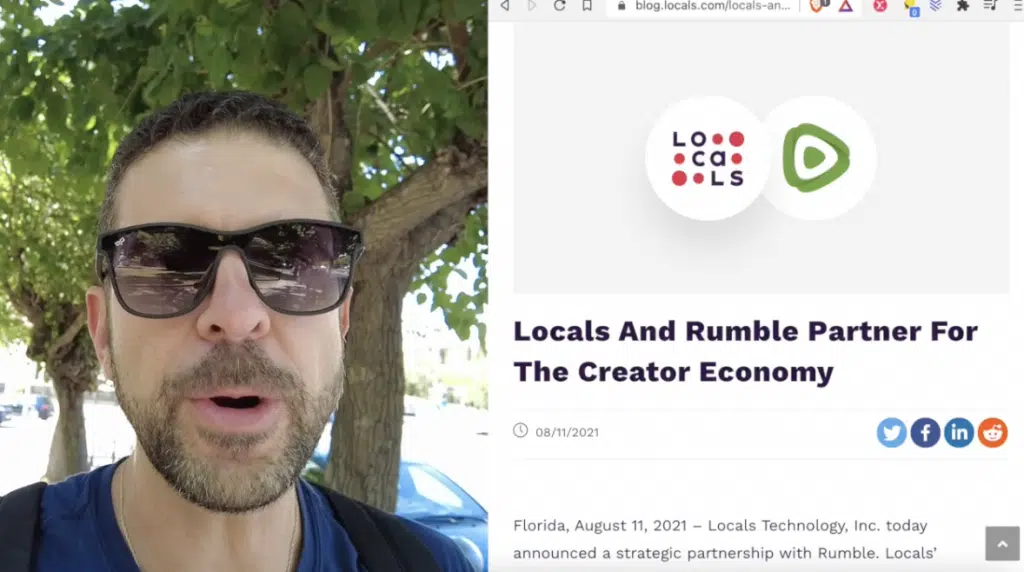 blog.locals.com/locals-an...
LO
ca
LS
Locals And Rumble Partner For
The Creator Economy
08/11/2021
Florida, August 11, 2021 – Locals Technology, Inc. today
announced a strategic partnership with Rumble. Locals’